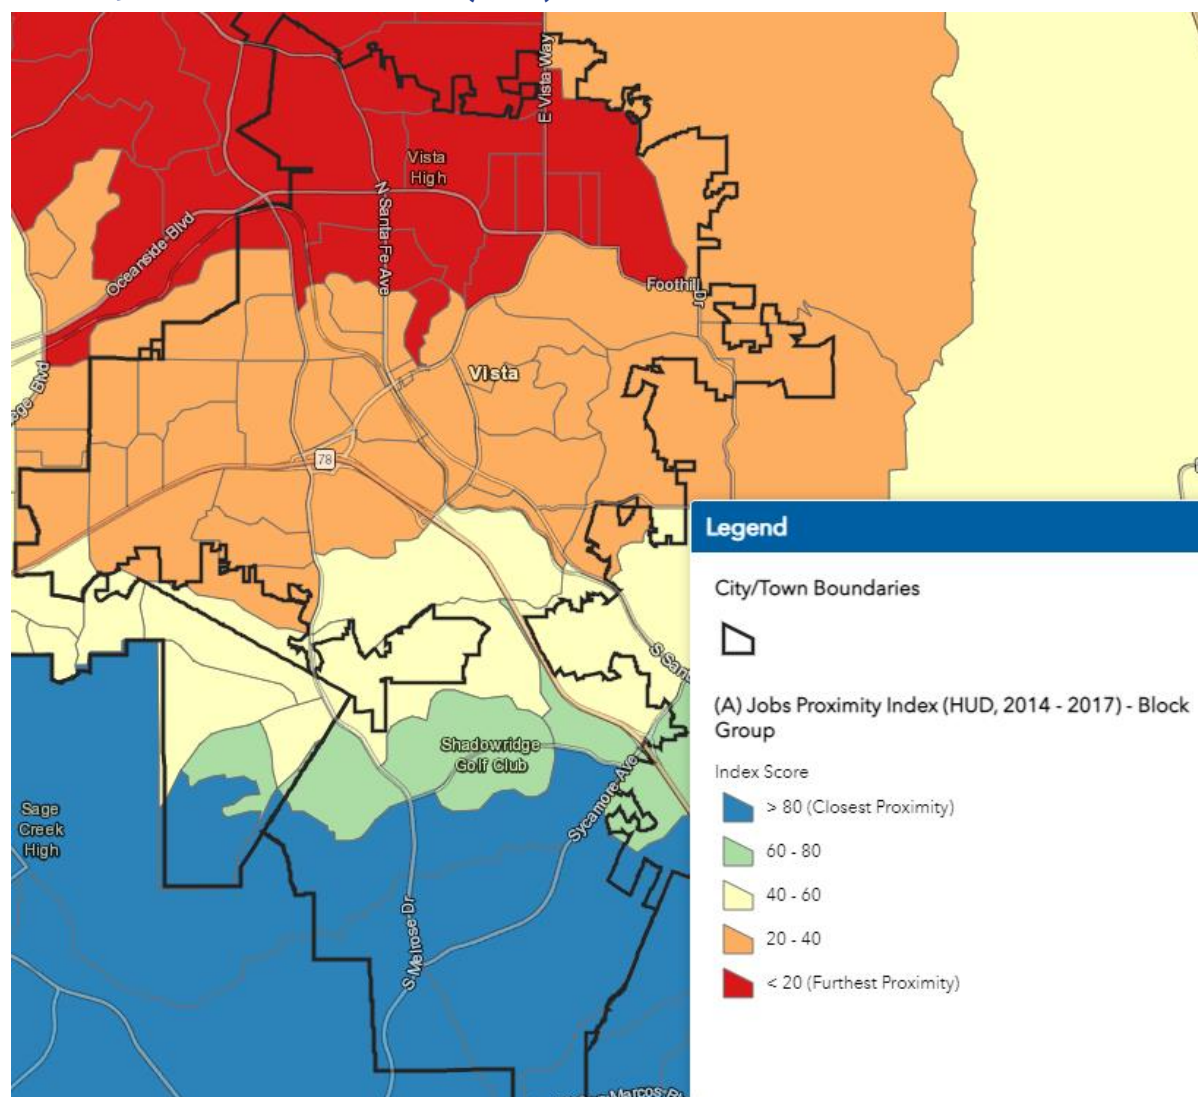 E Vista Way
Vista
High
N-Santa-Fe-Ave
Oceanside-Blvd
Foothill Dr
Vista
78
S-Sant
Shadowridge
Golf Club
Sycamore-Ave
Sage
Creek
High
S-Melrose-Dr
Legend
City/Town Boundaries
(A) Jobs Proximity Index (HUD, 2014 - 2017) - Block
Group
Index Score
> 80 (Closest Proximity)
60 - 80
40 - 60
20 - 40
< 20 (Furthest Proximity)